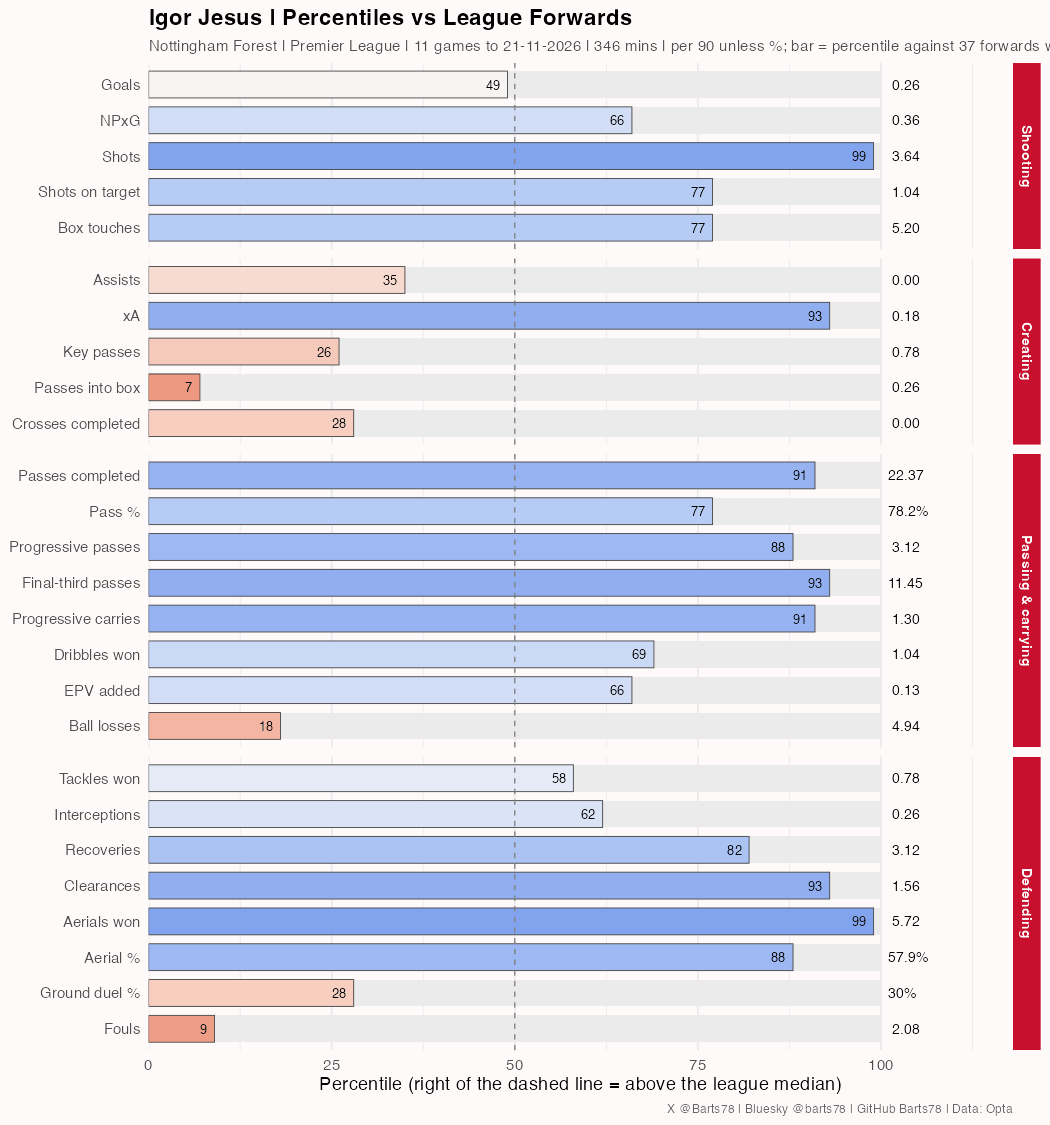 Igor Jesus | Percentiles vs League Forwards
Nottingham Forest | Premier League | 11 games to 21-11-2026 | 346 mins | per 90 unless %; bar = percentile against 37 forwards
Shooting
Goals 49 0.26
NPxG 66 0.36
Shots 99 3.64
Shots on target 77 1.04
Box touches 77 5.20
Creating
Assists 35 0.00
xA 93 0.18
Key passes 26 0.78
Passes into box 7 0.26
Crosses completed 28 0.00
Passing & carrying
Passes completed 91 22.37
Pass % 77 78.2%
Progressive passes 88 3.12
Final-third passes 93 11.45
Progressive carries 91 1.30
Dribbles won 69 1.04
EPV added 66 0.13
Ball losses 18 4.94
Defending
Tackles won 58 0.78
Interceptions 62 0.26
Recoveries 82 3.12
Clearances 93 1.56
Aerials won 99 5.72
Aerial % 88 57.9%
Ground duel % 28 30%
Fouls 9 2.08
0 25 50 75 100
Percentile (right of the dashed line = above the league median)
X @Barts78 | Bluesky @barts78 | GitHub Barts78 | Data: Opta